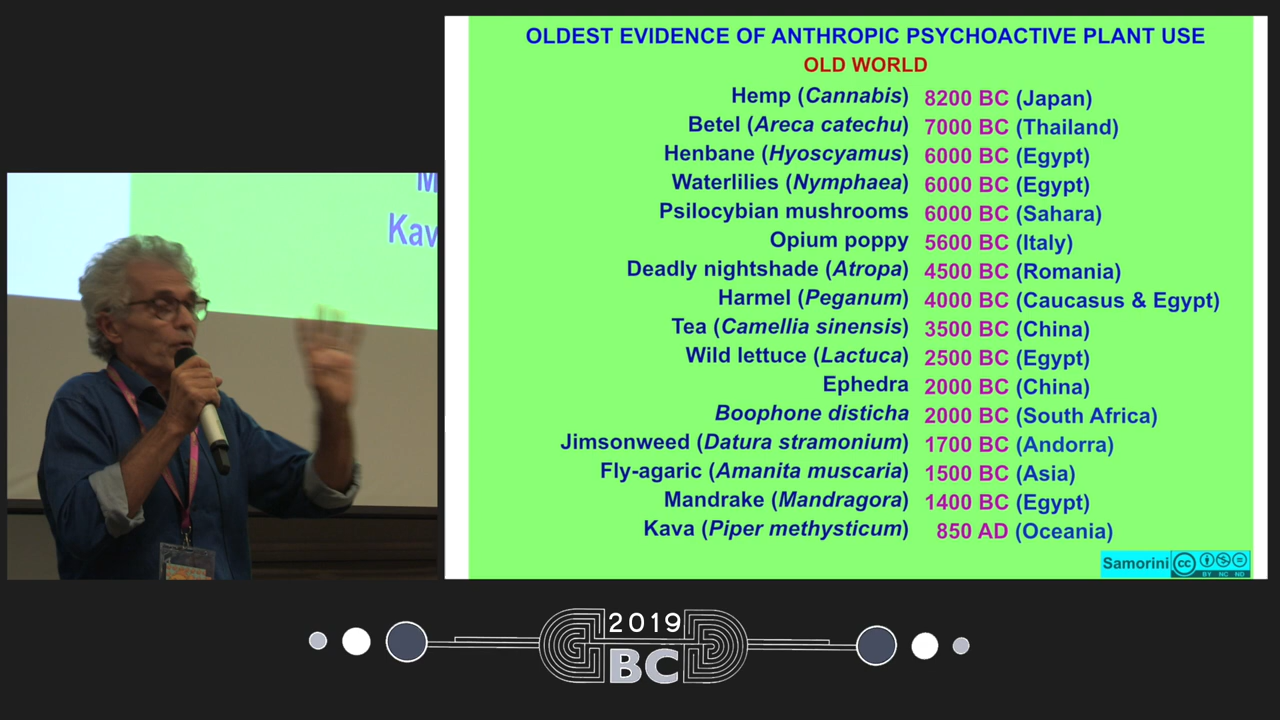 OLDEST EVIDENCE OF ANTHROPIC PSYCHOACTIVE PLANT USE
OLD WORLD
Hemp (Cannabis) 8200 BC (Japan)
Betel (Areca catechu) 7000 BC (Thailand)
Henbane (Hyoscyamus) 6000 BC (Egypt)
Waterlilies (Nymphaea) 6000 BC (Egypt)
Psilocybian mushrooms 6000 BC (Sahara)
Opium poppy 5600 BC (Italy)
Deadly nightshade (Atropa) 4500 BC (Romania)
Harmel (Peganum) 4000 BC (Caucasus & Egypt)
Tea (Camellia sinensis) 3500 BC (China)
Wild lettuce (Lactuca) 2500 BC (Egypt)
Ephedra 2000 BC (China)
Boophone disticha 2000 BC (South Africa)
Jimsonweed (Datura stramonium) 1700 BC (Andorra)
Fly-agaric (Amanita muscaria) 1500 BC (Asia)
Mandrake (Mandragora) 1400 BC (Egypt)
Kava (Piper methysticum) 850 AD (Oceania)
Samorini cc
BY NC ND
M
Kav
2019
BC